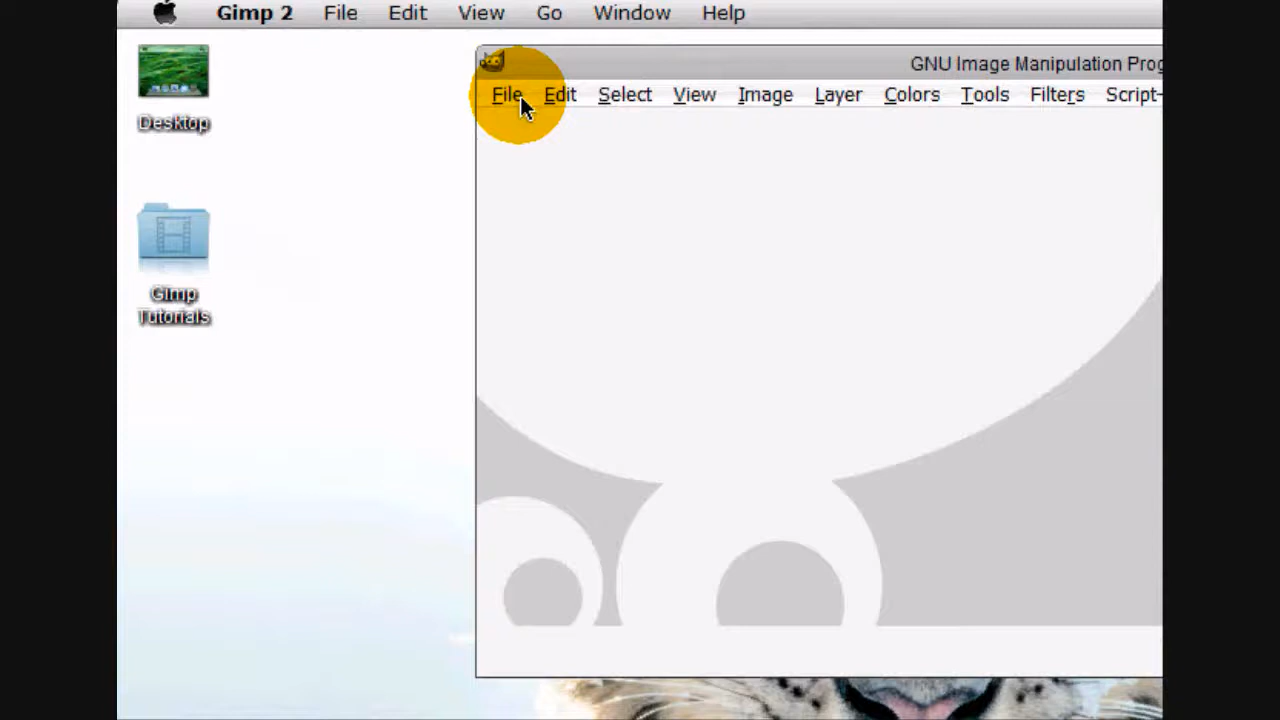 Gimp 2 File Edit View Go Window Help
GNU Image Manipulation Prog
File Edit Select View Image Layer Colors Tools Filters Script-
Desktop
Gimp
Tutorials